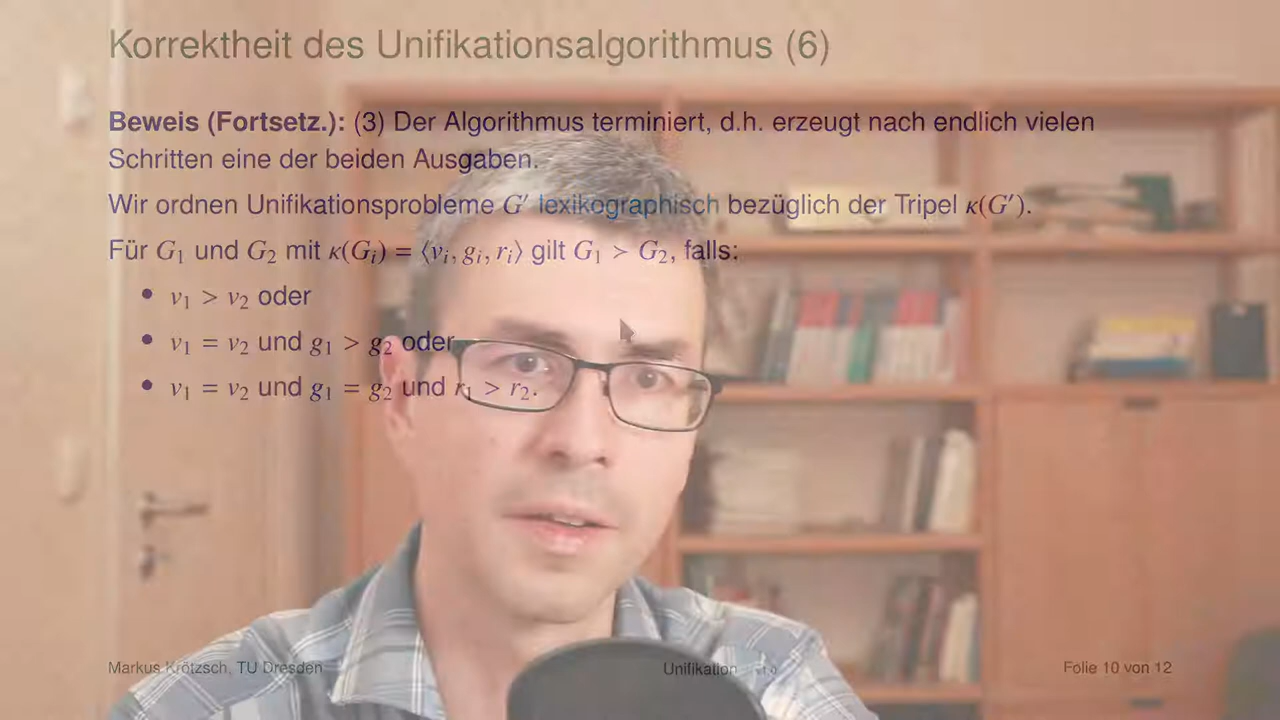 Korrektheit des Unifikationsalgorithmus (6)
Beweis (Fortsetz.): (3) Der Algorithmus terminiert, d.h. erzeugt nach endlich vielen
Schritten eine der beiden Ausgaben.
Wir ordnen Unifikationsprobleme G′ lexikographisch bezüglich der Tripel κ(G′).
Für G₁ und G₂ mit κ(Gᵢ) = ⟨vᵢ, gᵢ, rᵢ⟩ gilt G₁ ≻ G₂, falls:
• v₁ > v₂ oder
• v₁ = v₂ und g₁ > g₂ oder
• v₁ = v₂ und g₁ = g₂ und r₁ > r₂.
Markus Krötzsch, TU Dresden Unifikation Folie 10 von 12